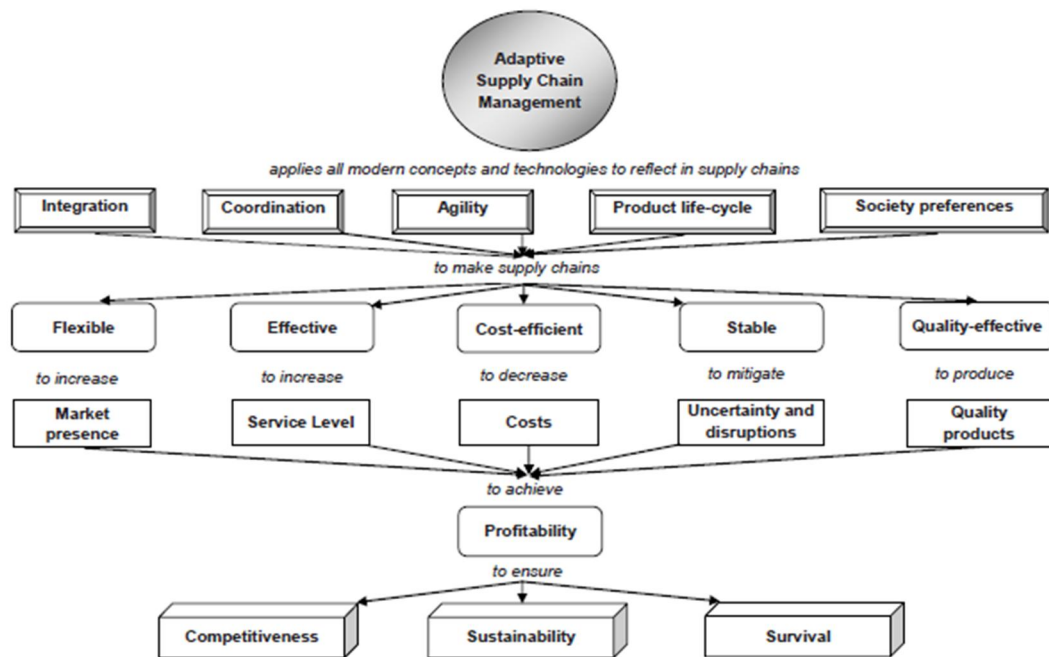 Adaptive
Supply Chain
Management
applies all modern concepts and technologies to reflect in supply chains
Integration
Coordination
Agility
Product life-cycle
Society preferences
to make supply chains
Flexible
Effective
Cost-efficient
Stable
Quality-effective
to increase
to increase
to decrease
to mitigate
to produce
Market
presence
Service Level
Costs
Uncertainty and
disruptions
Quality
products
to achieve
Profitability
to ensure
Competitiveness
Sustainability
Survival